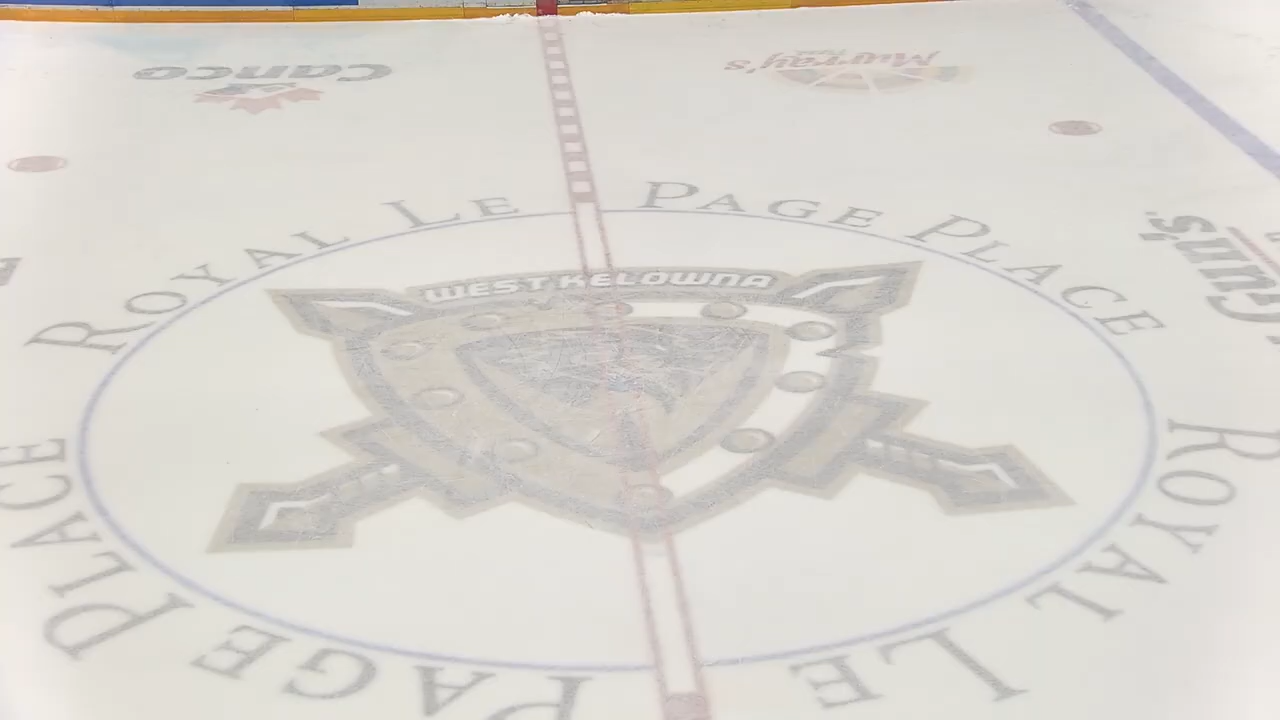 Canco
Murray's
ROYAL LE PAGE PLACE
WEST KELOWNA
ROYAL LE PAGE PLACE